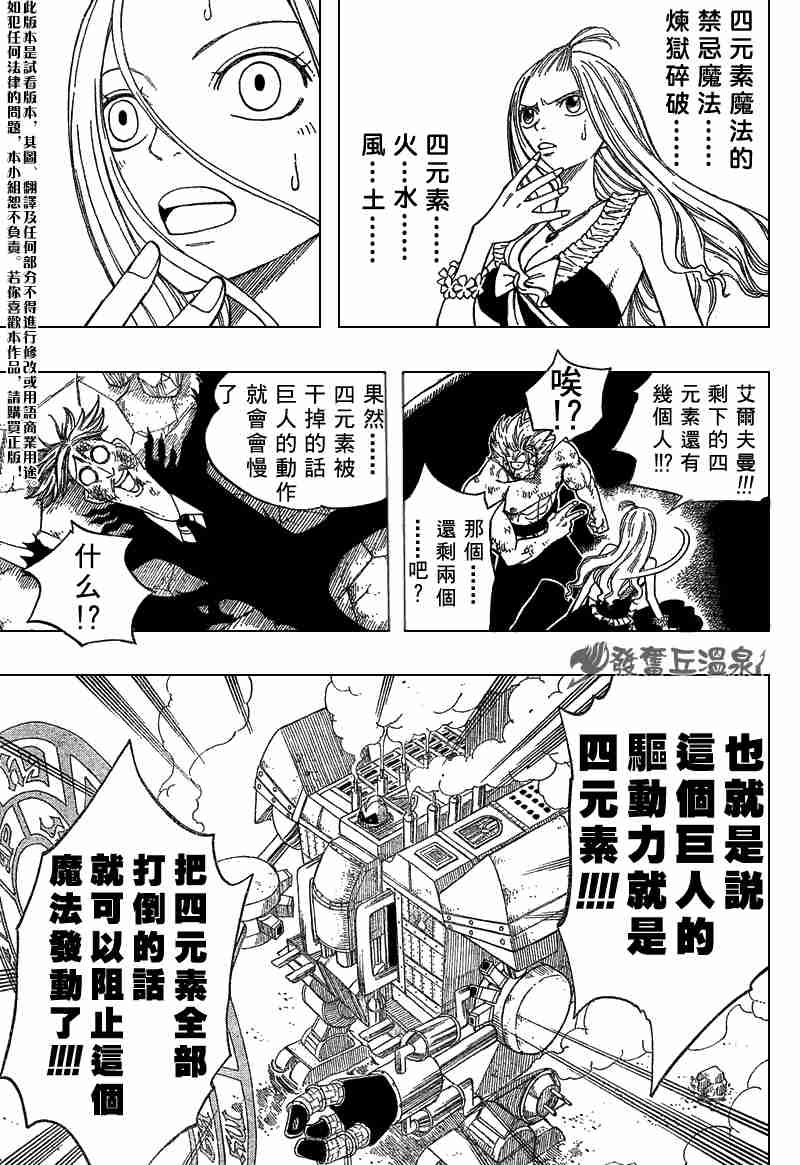 四元素魔法的
禁忌魔法……
煉獄碎破……
四元素……
火……水……
風……土……
艾爾夫曼!!!
剩下的四
元素還有
幾個人!!?
唉!?
那個……
還剩兩個
……吧?
果然……
四元素被
干掉的話
巨人的動作
就會會慢
了
什么!?
也就是說
這個巨人的
驅動力就是
四元素!!!!
把四元素全部
打倒的話
就可以阻止這個
魔法發動了!!!!
發奮丘溫泉
此版本是試看版本，其圖、翻譯及任何部分不得進行修改或用語商業用途，
如犯任何法律的問題，本小組恕不負責。若你喜歡本作品，請購買正版！